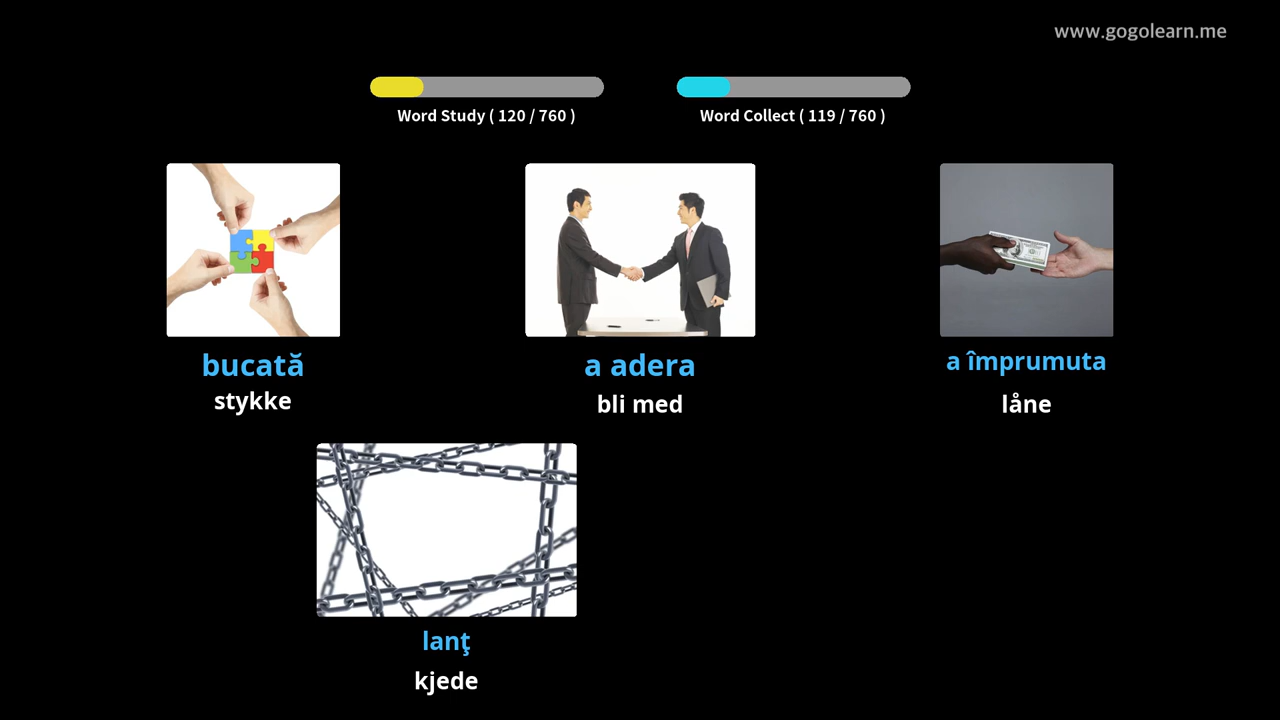 www.gogolearn.me
Word Study ( 120 / 760 )
Word Collect ( 119 / 760 )
bucată
stykke
a adera
bli med
a împrumuta
låne
lanţ
kjede